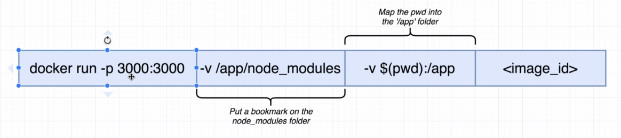 Map the pwd into
the '/app' folder
docker run -p 3000:3000 -v /app/node_modules -v $(pwd):/app <image_id>
Put a bookmark on the
node_modules folder